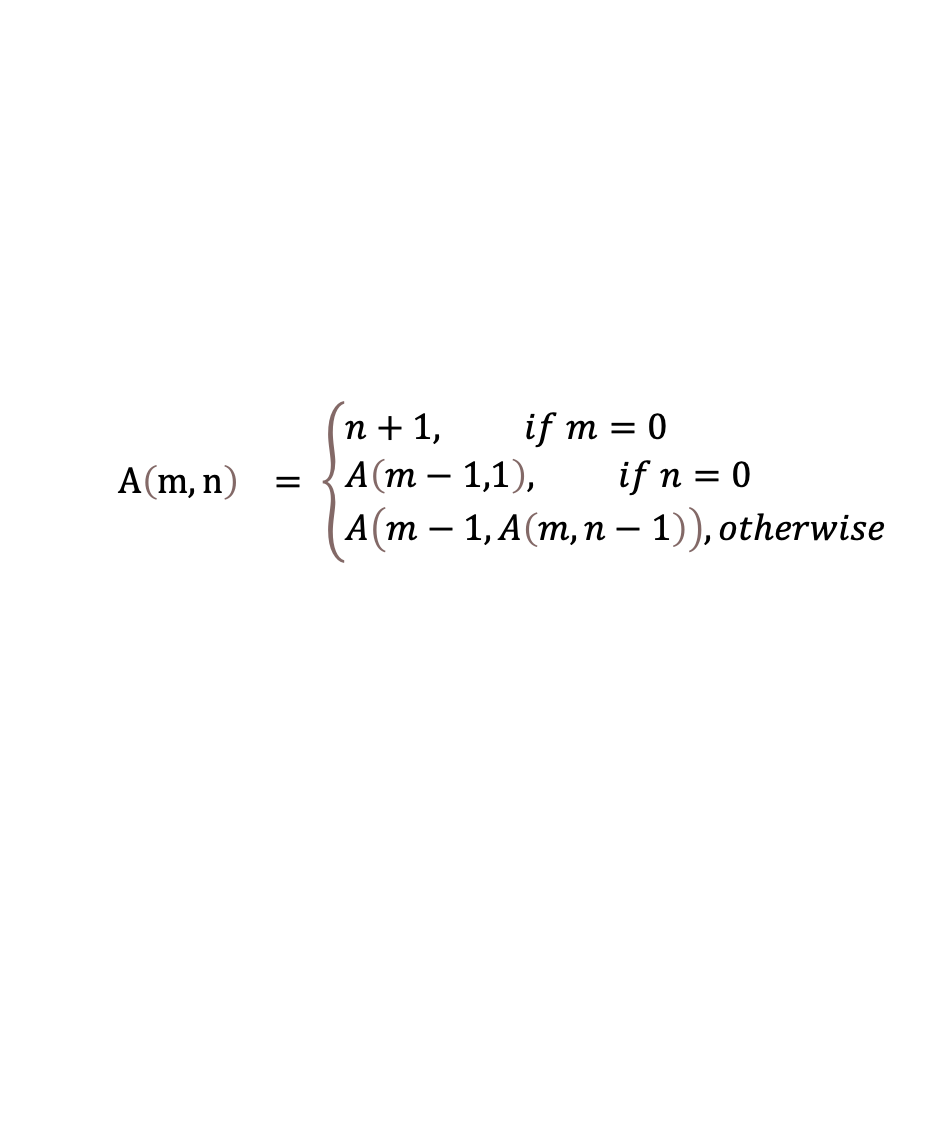 A(m, n) = { n + 1, if m = 0
A(m − 1,1), if n = 0
A(m − 1, A(m, n − 1)), otherwise